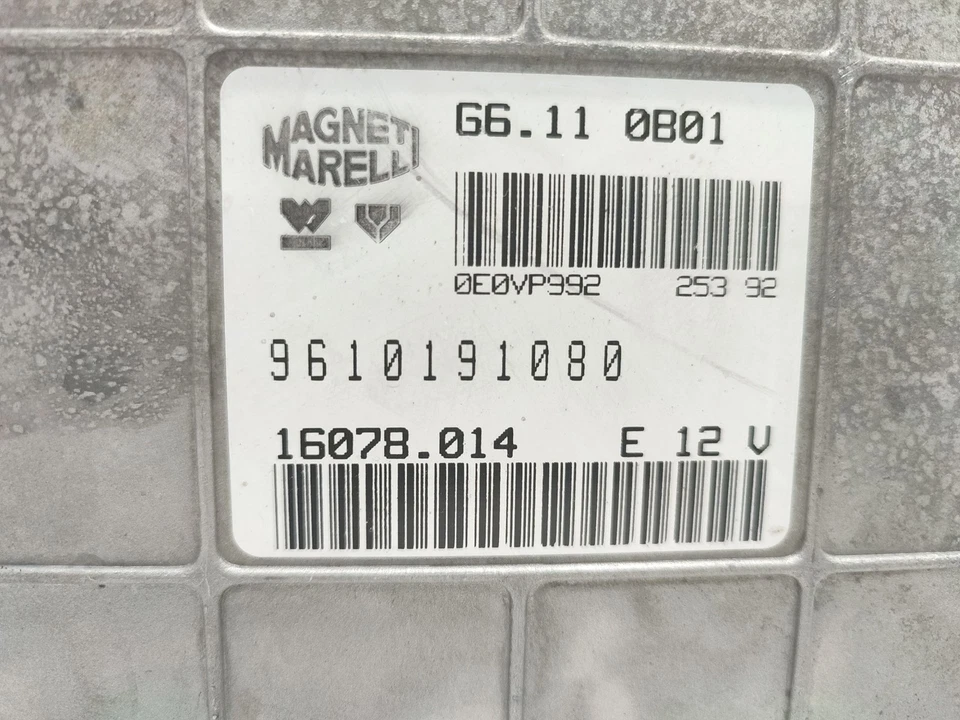 MAGNETI
MARELLI
G6.11 0B01
0E0VP992 253 92
9610191080
16078.014 E 12 V